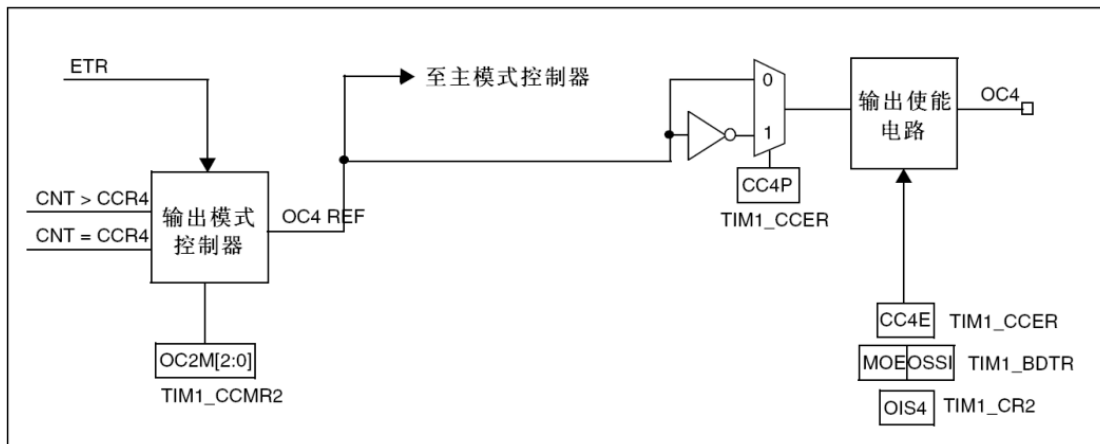 ETR
至主模式控制器
0
1
输出使能
电路
OC4
CNT > CCR4
CNT = CCR4
输出模式
控制器
OC4 REF
CC4P
TIM1_CCER
OC2M[2:0]
TIM1_CCMR2
CC4E TIM1_CCER
MOE OSSI TIM1_BDTR
OIS4 TIM1_CR2